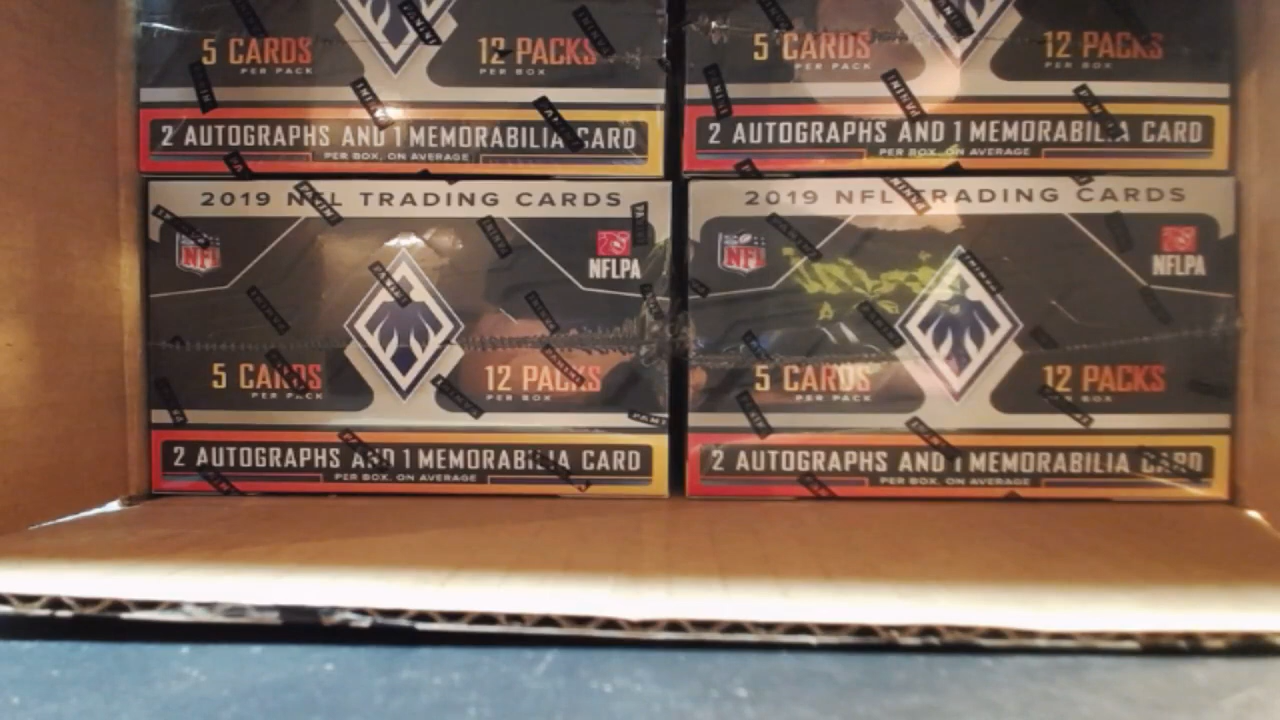 5 CARDS
PER PACK
12 PACKS
PER BOX
2 AUTOGRAPHS AND 1 MEMORABILIA CARD
PER BOX, ON AVERAGE
5 CARDS
PER PACK
12 PACKS
PER BOX
2 AUTOGRAPHS AND 1 MEMORABILIA CARD
PER BOX, ON AVERAGE
2019 NFL TRADING CARDS
NFL
NFLPA
PANINI
5 CARDS
PER PACK
12 PACKS
PER BOX
2 AUTOGRAPHS AND 1 MEMORABILIA CARD
PER BOX, ON AVERAGE
2019 NFL TRADING CARDS
NFL
NFLPA
PANINI
5 CARDS
PER PACK
12 PACKS
PER BOX
2 AUTOGRAPHS AND 1 MEMORABILIA CARD
PER BOX, ON AVERAGE